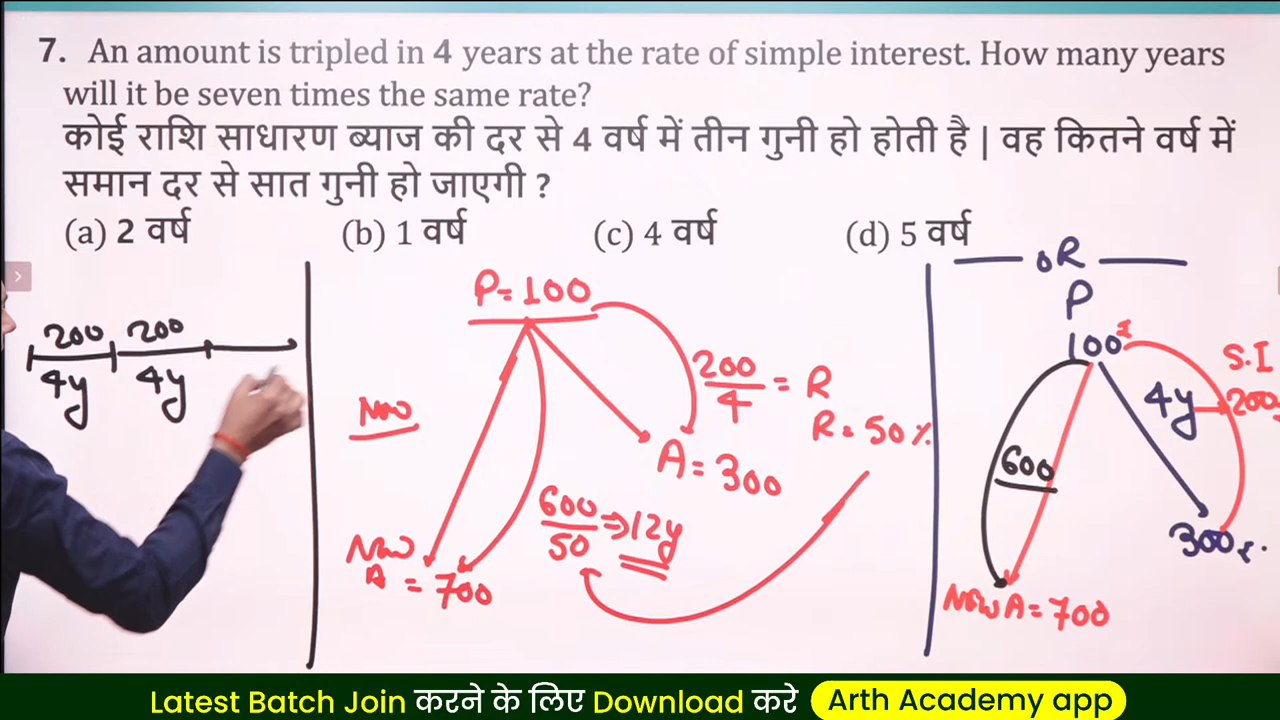 7. An amount is tripled in 4 years at the rate of simple interest. How many years
will it be seven times the same rate?
कोई राशि साधारण ब्याज की दर से 4 वर्ष में तीन गुनी हो होती है | वह कितने वर्ष में
समान दर से सात गुनी हो जाएगी ?
(a) 2 वर्ष (b) 1 वर्ष (c) 4 वर्ष (d) 5 वर्ष
200 200
4y 4y
P=100
200/4 = R
R = 50%
New
A = 300
600/50 ⇒ 12y
New
A = 700
OR
P
100
S.I
4y 200
600
300
New A = 700
Latest Batch Join करने के लिए Download करे Arth Academy app